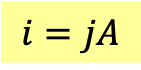 i = jA